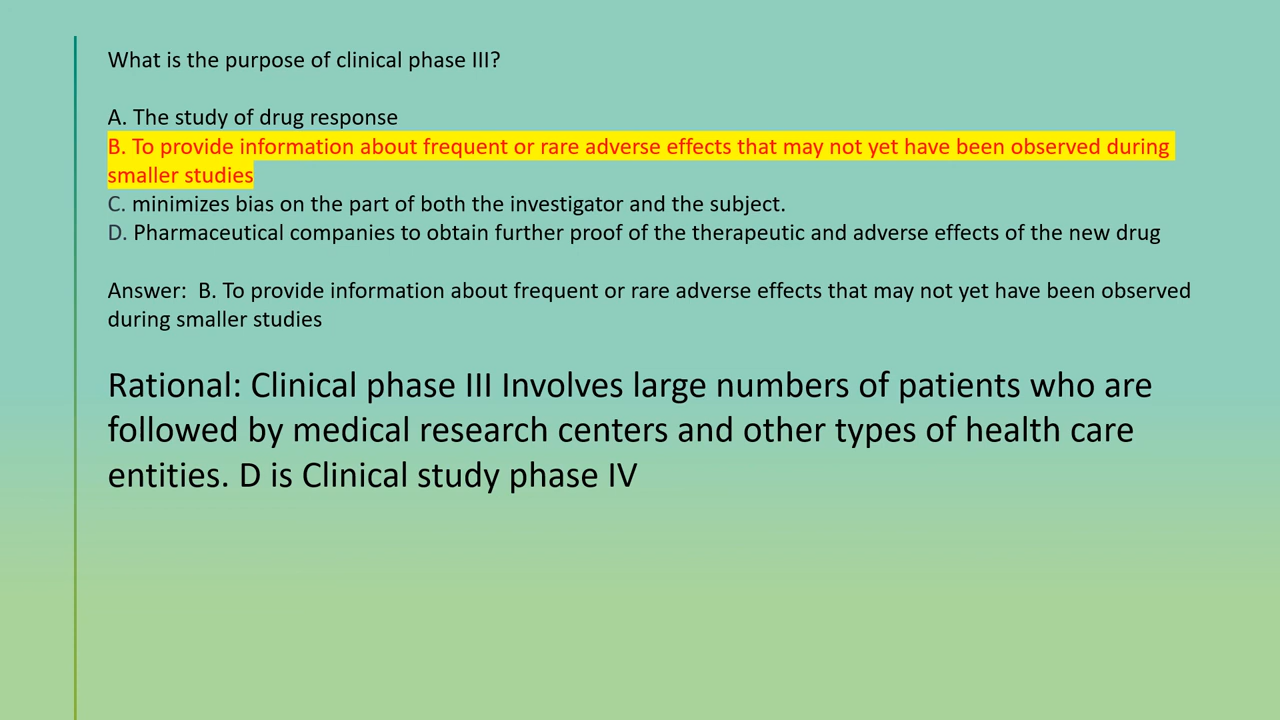 What is the purpose of clinical phase III?
A. The study of drug response
B. To provide information about frequent or rare adverse effects that may not yet have been observed during
smaller studies
C. minimizes bias on the part of both the investigator and the subject.
D. Pharmaceutical companies to obtain further proof of the therapeutic and adverse effects of the new drug
Answer:  B. To provide information about frequent or rare adverse effects that may not yet have been observed
during smaller studies
Rational: Clinical phase III Involves large numbers of patients who are
followed by medical research centers and other types of health care
entities. D is Clinical study phase IV